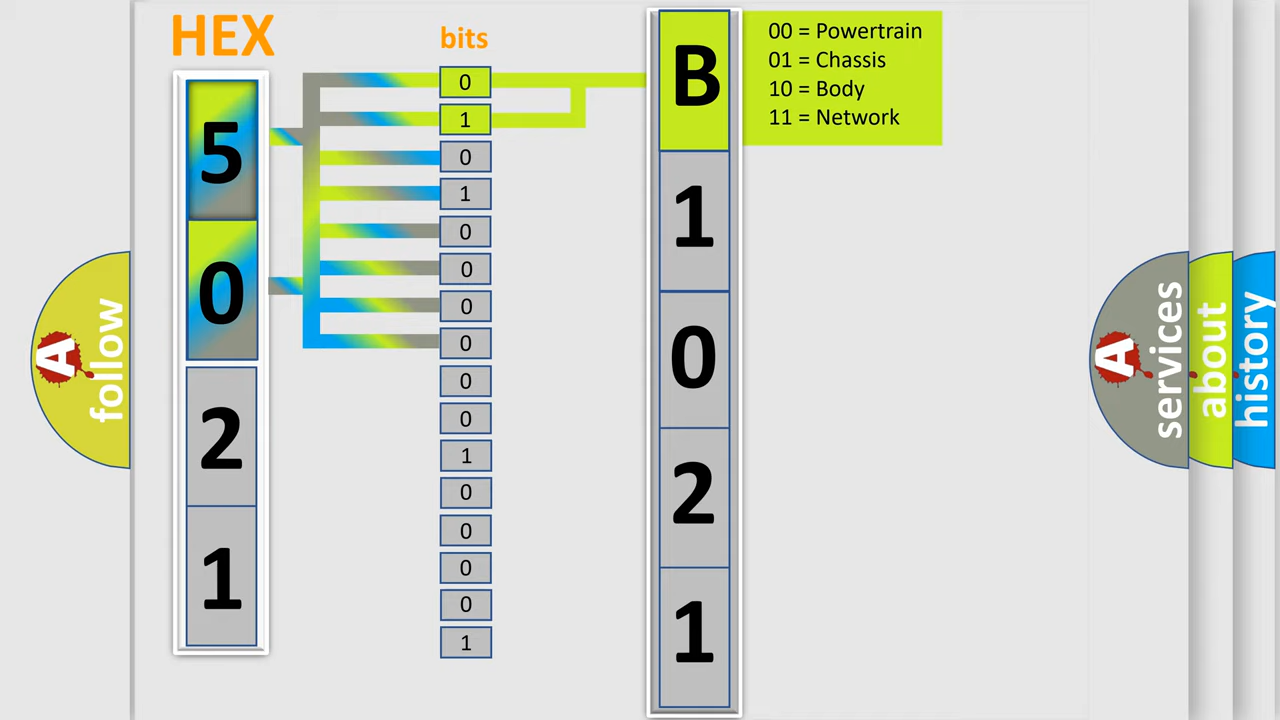 HEX
bits
5
0
2
1
0
1
0
1
0
0
0
0
0
0
1
0
0
0
0
1
B
1
0
2
1
00 = Powertrain
01 = Chassis
10 = Body
11 = Network
A
follow
A
services
about
history